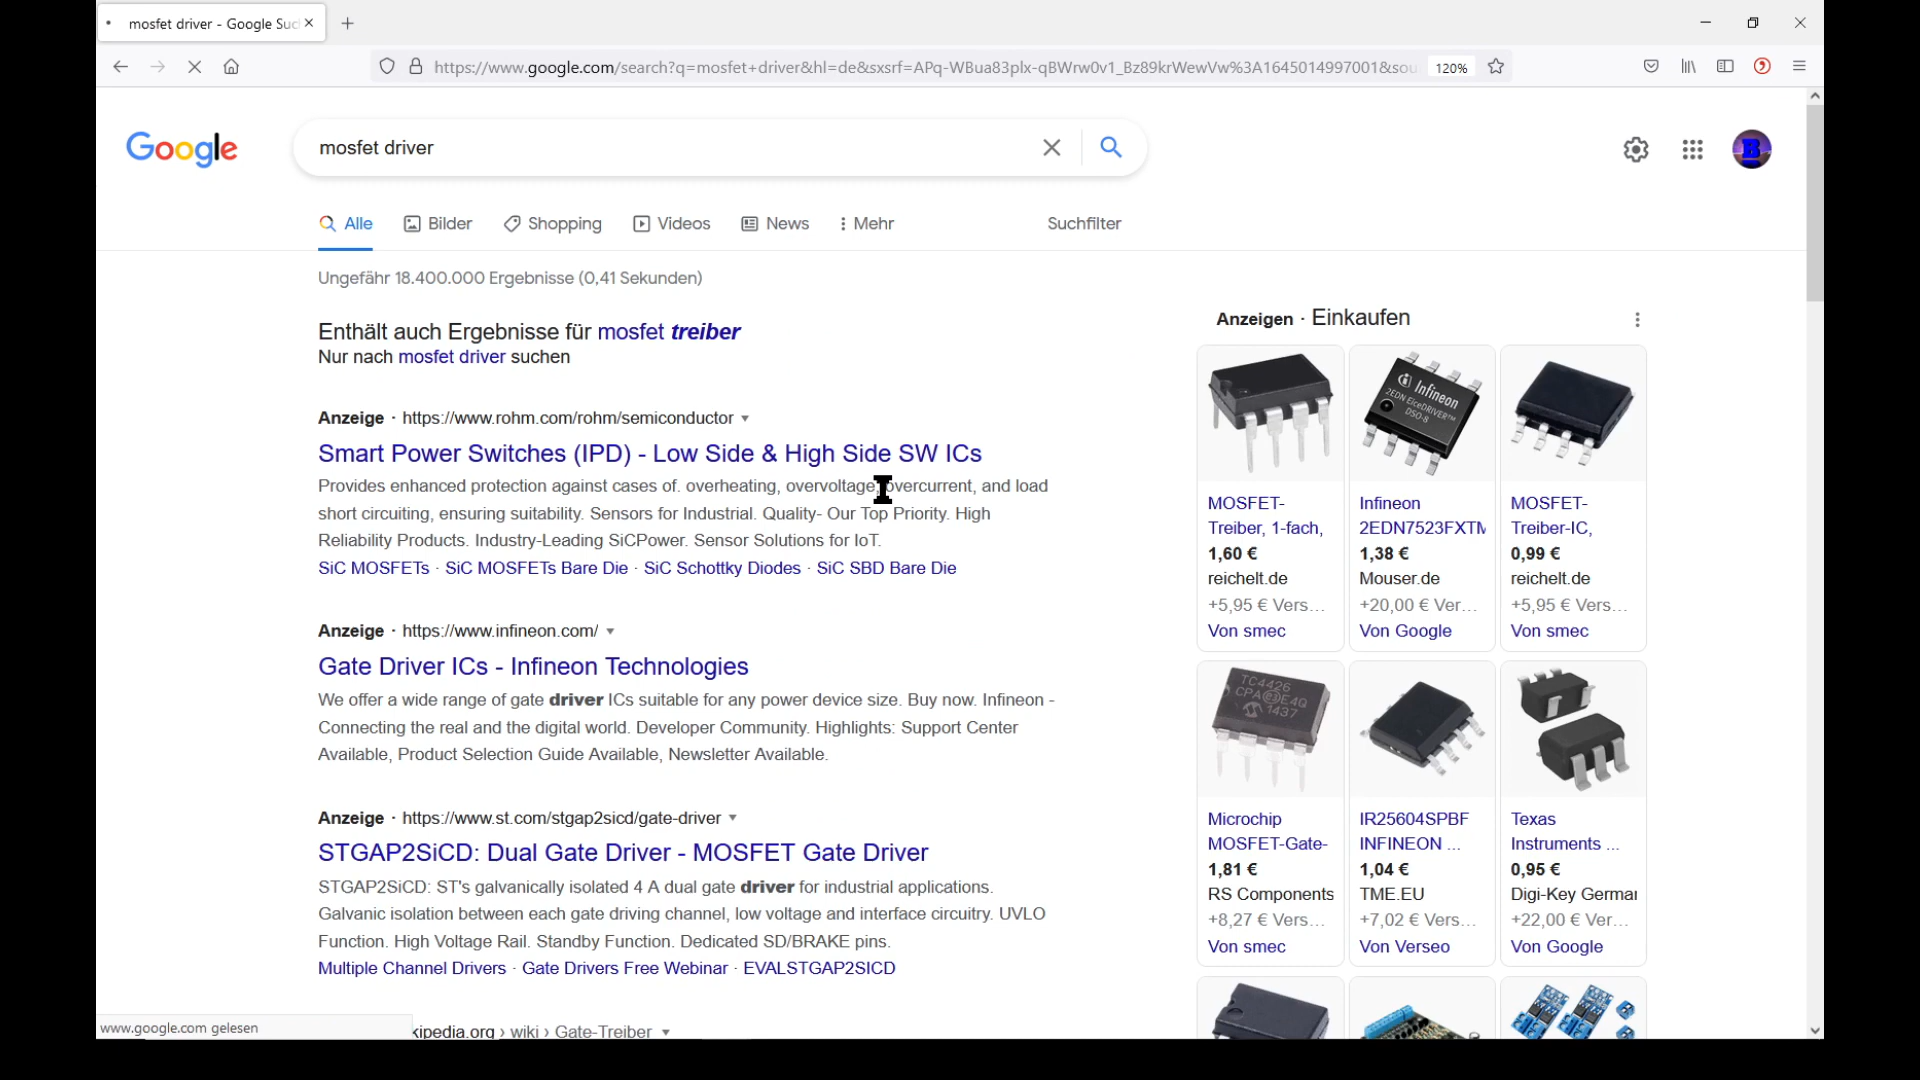 mosfet driver - Google Suc
https://www.google.com/search?q=mosfet+driver&hl=de&sxsrf=APq-WBua83plx-qBWrw0v1_Bz89krWewVw%3A1645014997001&sou
120%
Google
mosfet driver
B
Alle
Bilder
Shopping
Videos
News
Mehr
Suchfilter
Ungefähr 18.400.000 Ergebnisse (0,41 Sekunden)
Enthält auch Ergebnisse für mosfet treiber
Nur nach mosfet driver suchen
Anzeige · https://www.rohm.com/rohm/semiconductor
Smart Power Switches (IPD) - Low Side & High Side SW ICs
Provides enhanced protection against cases of. overheating, overvoltage, overcurrent, and load
short circuiting, ensuring suitability. Sensors for Industrial. Quality- Our Top Priority. High
Reliability Products. Industry-Leading SiCPower. Sensor Solutions for IoT.
SiC MOSFETs · SiC MOSFETs Bare Die · SiC Schottky Diodes · SiC SBD Bare Die
Anzeige · https://www.infineon.com/
Gate Driver ICs - Infineon Technologies
We offer a wide range of gate driver ICs suitable for any power device size. Buy now. Infineon -
Connecting the real and the digital world. Developer Community. Highlights: Support Center
Available, Product Selection Guide Available, Newsletter Available.
Anzeige · https://www.st.com/stgap2sicd/gate-driver
STGAP2SiCD: Dual Gate Driver - MOSFET Gate Driver
STGAP2SiCD: ST's galvanically isolated 4 A dual gate driver for industrial applications.
Galvanic isolation between each gate driving channel, low voltage and interface circuitry. UVLO
Function. High Voltage Rail. Standby Function. Dedicated SD/BRAKE pins.
Multiple Channel Drivers · Gate Drivers Free Webinar · EVALSTGAP2SICD
kipedia.org › wiki › Gate-Treiber
www.google.com gelesen
Anzeigen · Einkaufen
Infineon
2EDN EiceDRIVER™
DSO-8
MOSFET-
Treiber, 1-fach,
1,60 €
reichelt.de
+5,95 € Vers...
Von smec
Infineon
2EDN7523FXTM
1,38 €
Mouser.de
+20,00 € Ver...
Von Google
MOSFET-
Treiber-IC,
0,99 €
reichelt.de
+5,95 € Vers...
Von smec
TC4426
CPA e3 E4Q
1437
Microchip
MOSFET-Gate-
1,81 €
RS Components
+8,27 € Vers...
Von smec
IR25604SPBF
INFINEON ...
1,04 €
TME.EU
+7,02 € Vers...
Von Verseo
Texas
Instruments ...
0,95 €
Digi-Key German
+22,00 € Ver...
Von Google